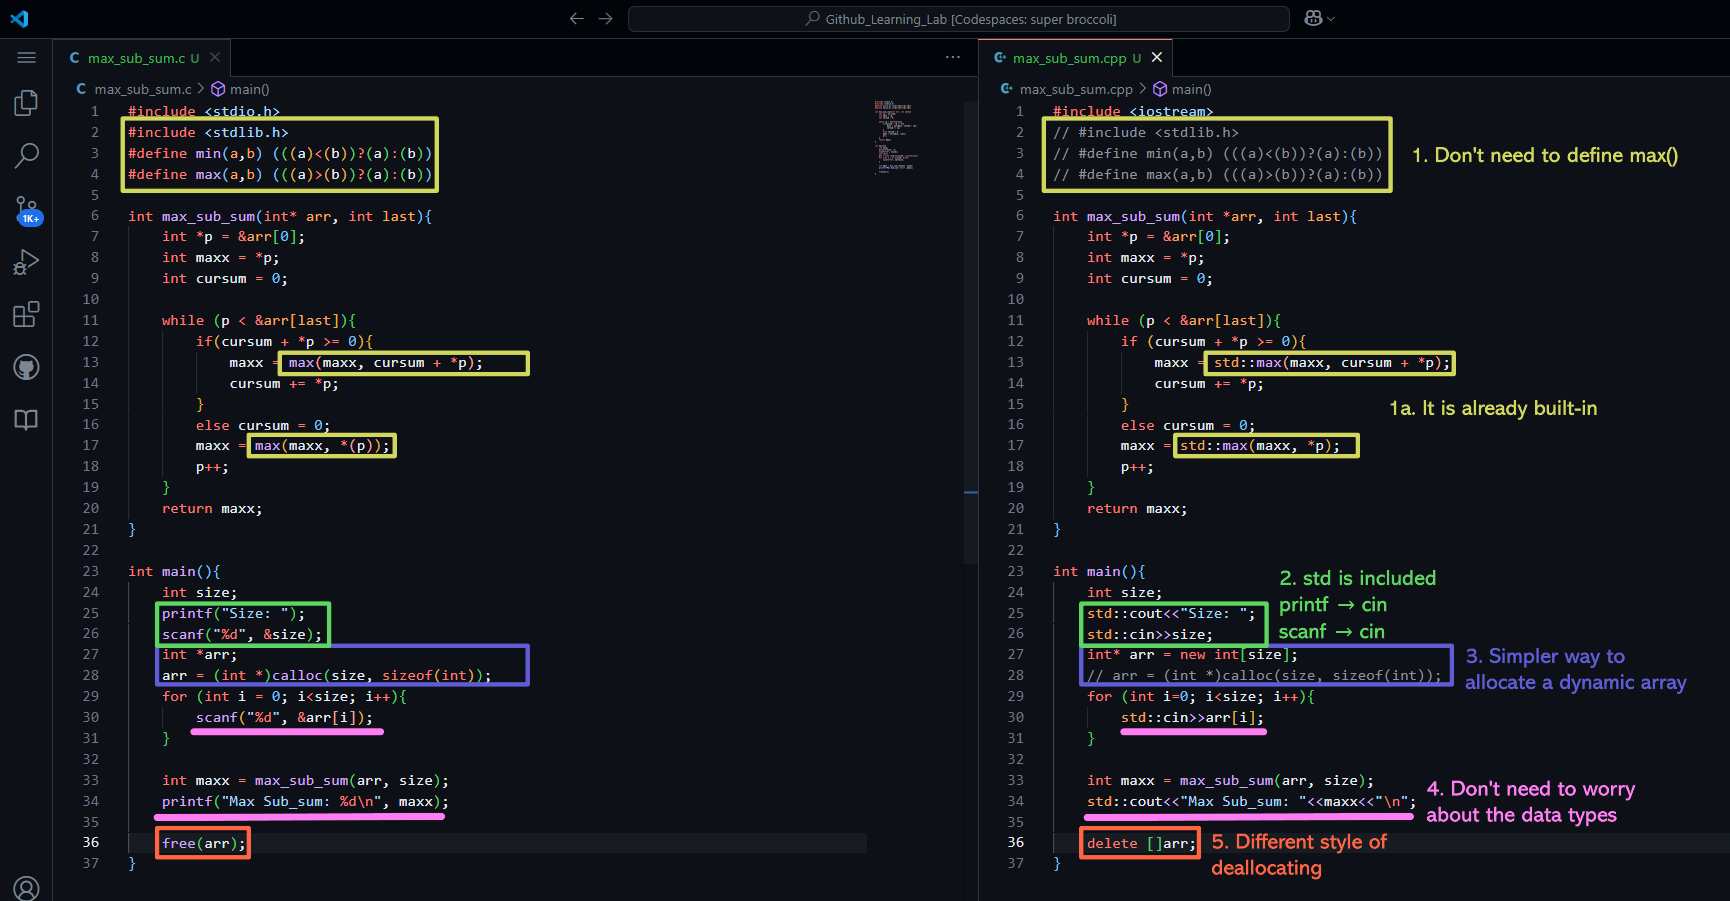 Github_Learning_Lab [Codespaces: super broccoli]
max_sub_sum.c U
max_sub_sum.c > main()
1K+
1 #include <stdio.h>
2 #include <stdlib.h>
3 #define min(a,b) (((a)<(b))?(a):(b))
4 #define max(a,b) (((a)>(b))?(a):(b))
5
6 int max_sub_sum(int* arr, int last){
7 int *p = &arr[0];
8 int maxx = *p;
9 int cursum = 0;
10
11 while (p < &arr[last]){
12 if(cursum + *p >= 0){
13 maxx = max(maxx, cursum + *p);
14 cursum += *p;
15 }
16 else cursum = 0;
17 maxx = max(maxx, *(p));
18 p++;
19 }
20 return maxx;
21 }
22
23 int main(){
24 int size;
25 printf("Size: ");
26 scanf("%d", &size);
27 int *arr;
28 arr = (int *)calloc(size, sizeof(int));
29 for (int i = 0; i<size; i++){
30 scanf("%d", &arr[i]);
31 }
32
33 int maxx = max_sub_sum(arr, size);
34 printf("Max Sub_sum: %d\n", maxx);
35
36 free(arr);
37 }
max_sub_sum.cpp U
max_sub_sum.cpp > main()
1 #include <iostream>
2 // #include <stdlib.h>
3 // #define min(a,b) (((a)<(b))?(a):(b))
4 // #define max(a,b) (((a)>(b))?(a):(b))
1. Don't need to define max()
5
6 int max_sub_sum(int *arr, int last){
7 int *p = &arr[0];
8 int maxx = *p;
9 int cursum = 0;
10
11 while (p < &arr[last]){
12 if (cursum + *p >= 0){
13 maxx = std::max(maxx, cursum + *p);
14 cursum += *p;
15 }
1a. It is already built-in
16 else cursum = 0;
17 maxx = std::max(maxx, *p);
18 p++;
19 }
20 return maxx;
21 }
22
23 int main(){
24 int size;
25 std::cout<<"Size: ";
26 std::cin>>size;
2. std is included
printf → cin
scanf → cin
27 int* arr = new int[size];
28 // arr = (int *)calloc(size, sizeof(int));
3. Simpler way to
allocate a dynamic array
29 for (int i=0; i<size; i++){
30 std::cin>>arr[i];
31 }
32
33 int maxx = max_sub_sum(arr, size);
34 std::cout<<"Max Sub_sum: "<<maxx<<"\n";
4. Don't need to worry
about the data types
35
36 delete []arr;
37 }
5. Different style of
deallocating